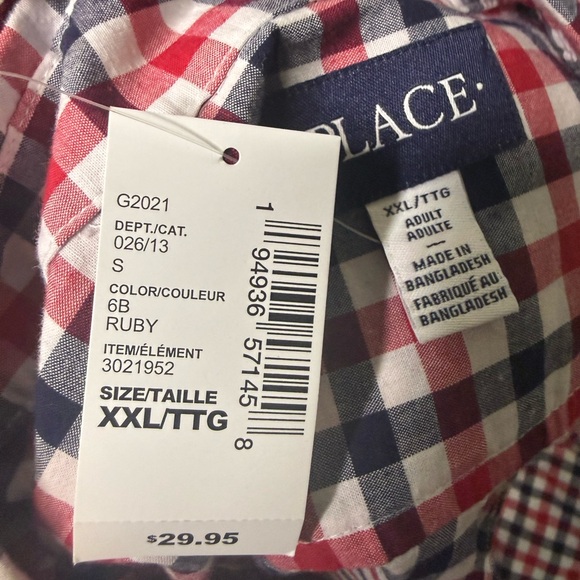 PLACE.
XXL/TTG
ADULT
ADULTE
MADE IN
BANGLADESH
FABRIQUÉ AU
BANGLADESH
G2021
DEPT./CAT.
026/13
S
COLOR/COULEUR
6B
RUBY
ITEM/ÉLÉMENT
3021952
SIZE/TAILLE
XXL/TTG
1 94936 57145 8
$29.95